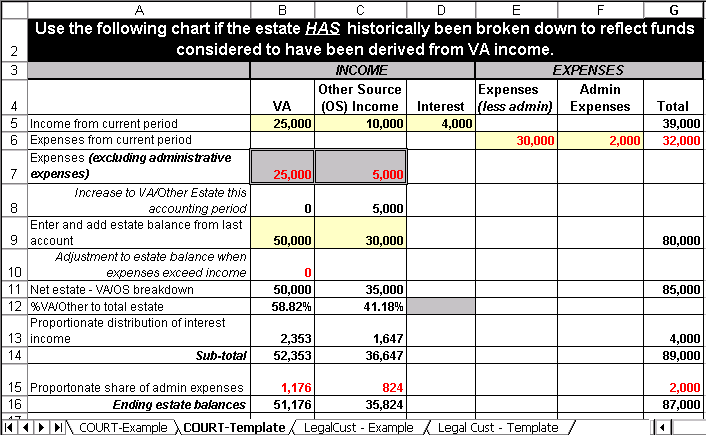 A B C D E F G
2 Use the following chart if the estate HAS historically been broken down to reflect funds
considered to have been derived from VA income.
3 INCOME EXPENSES
4 VA Other Source (OS) Income Interest Expenses (less admin) Admin Expenses Total
5 Income from current period 25,000 10,000 4,000 39,000
6 Expenses from current period 30,000 2,000 32,000
7 Expenses (excluding administrative
expenses) 25,000 5,000
8 Increase to VA/Other Estate this
accounting period 0 5,000
9 Enter and add estate balance from last
account 50,000 30,000 80,000
10 Adjustment to estate balance when
expenses exceed income 0
11 Net estate - VA/OS breakdown 50,000 35,000 85,000
12 %VA/Other to total estate 58.82% 41.18%
13 Proportionate distribution of interest
income 2,353 1,647 4,000
14 Sub-total 52,353 36,647 89,000
15 Proportonate share of admin expenses 1,176 824 2,000
16 Ending estate balances 51,176 35,824 87,000
COURT-Example COURT-Template LegalCust - Example Legal Cust - Template